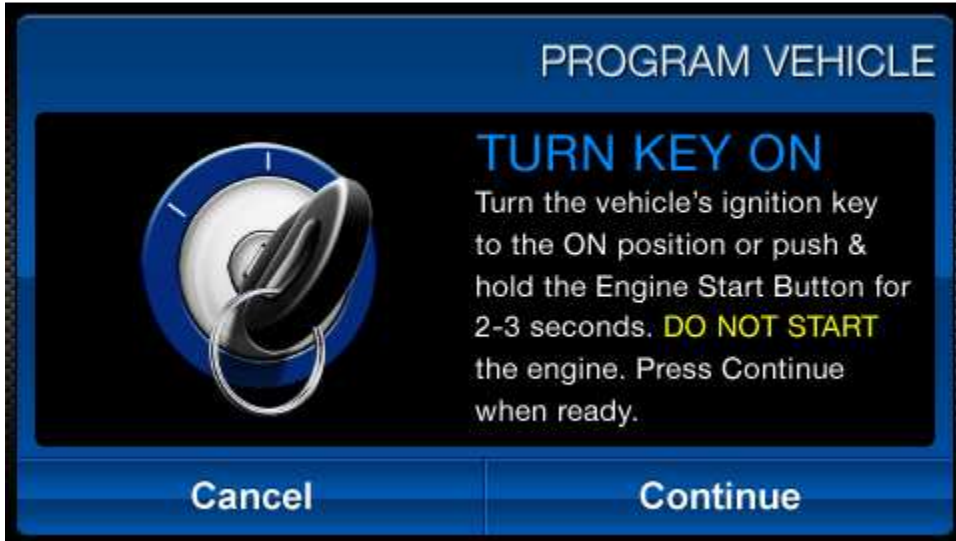 PROGRAM VEHICLE
TURN KEY ON
Turn the vehicle's ignition key
to the ON position or push &
hold the Engine Start Button for
2-3 seconds. DO NOT START
the engine. Press Continue
when ready.
Cancel
Continue